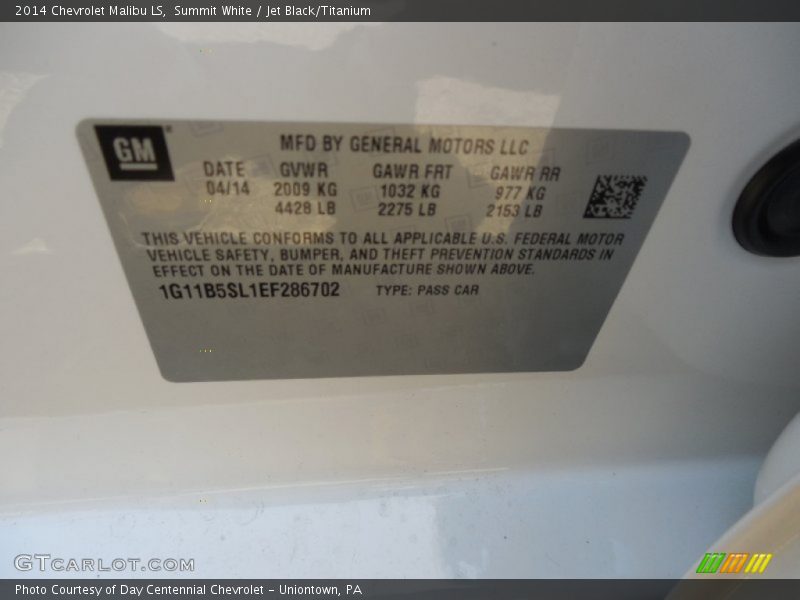 2014 Chevrolet Malibu LS, Summit White / Jet Black/Titanium
GM
MFD BY GENERAL MOTORS LLC
DATE GVWR GAWR FRT GAWR RR
04/14 2009 KG 1032 KG 977 KG
4428 LB 2275 LB 2153 LB
THIS VEHICLE CONFORMS TO ALL APPLICABLE U.S. FEDERAL MOTOR
VEHICLE SAFETY, BUMPER, AND THEFT PREVENTION STANDARDS IN
EFFECT ON THE DATE OF MANUFACTURE SHOWN ABOVE.
1G11B5SL1EF286702 TYPE: PASS CAR
GTCARLOT.COM
Photo Courtesy of Day Centennial Chevrolet - Uniontown, PA